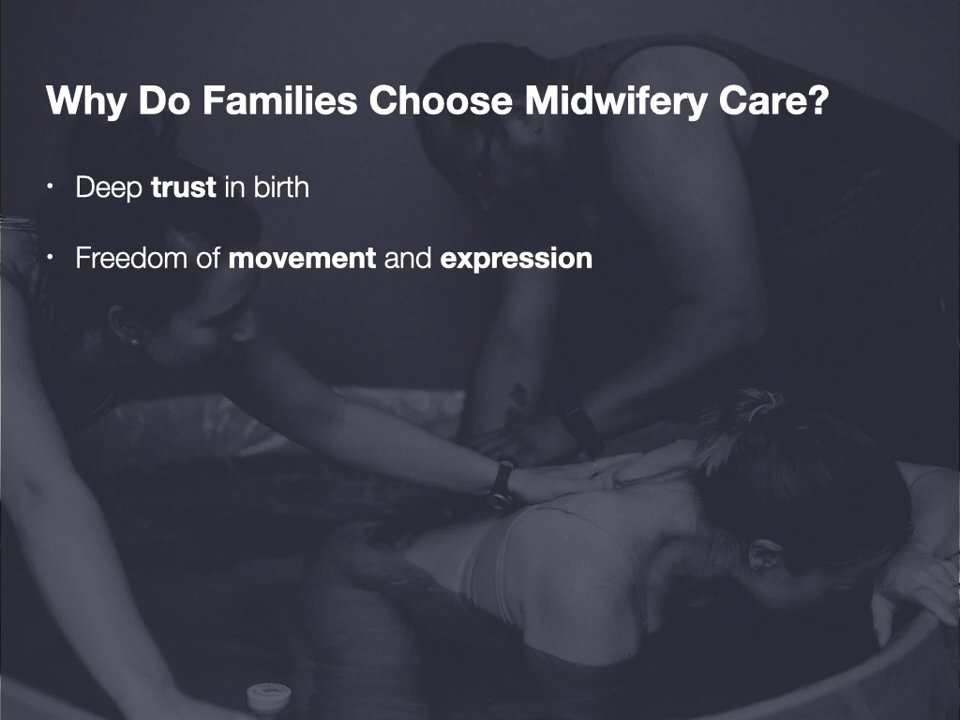 Why Do Families Choose Midwifery Care?
• Deep trust in birth
• Freedom of movement and expression